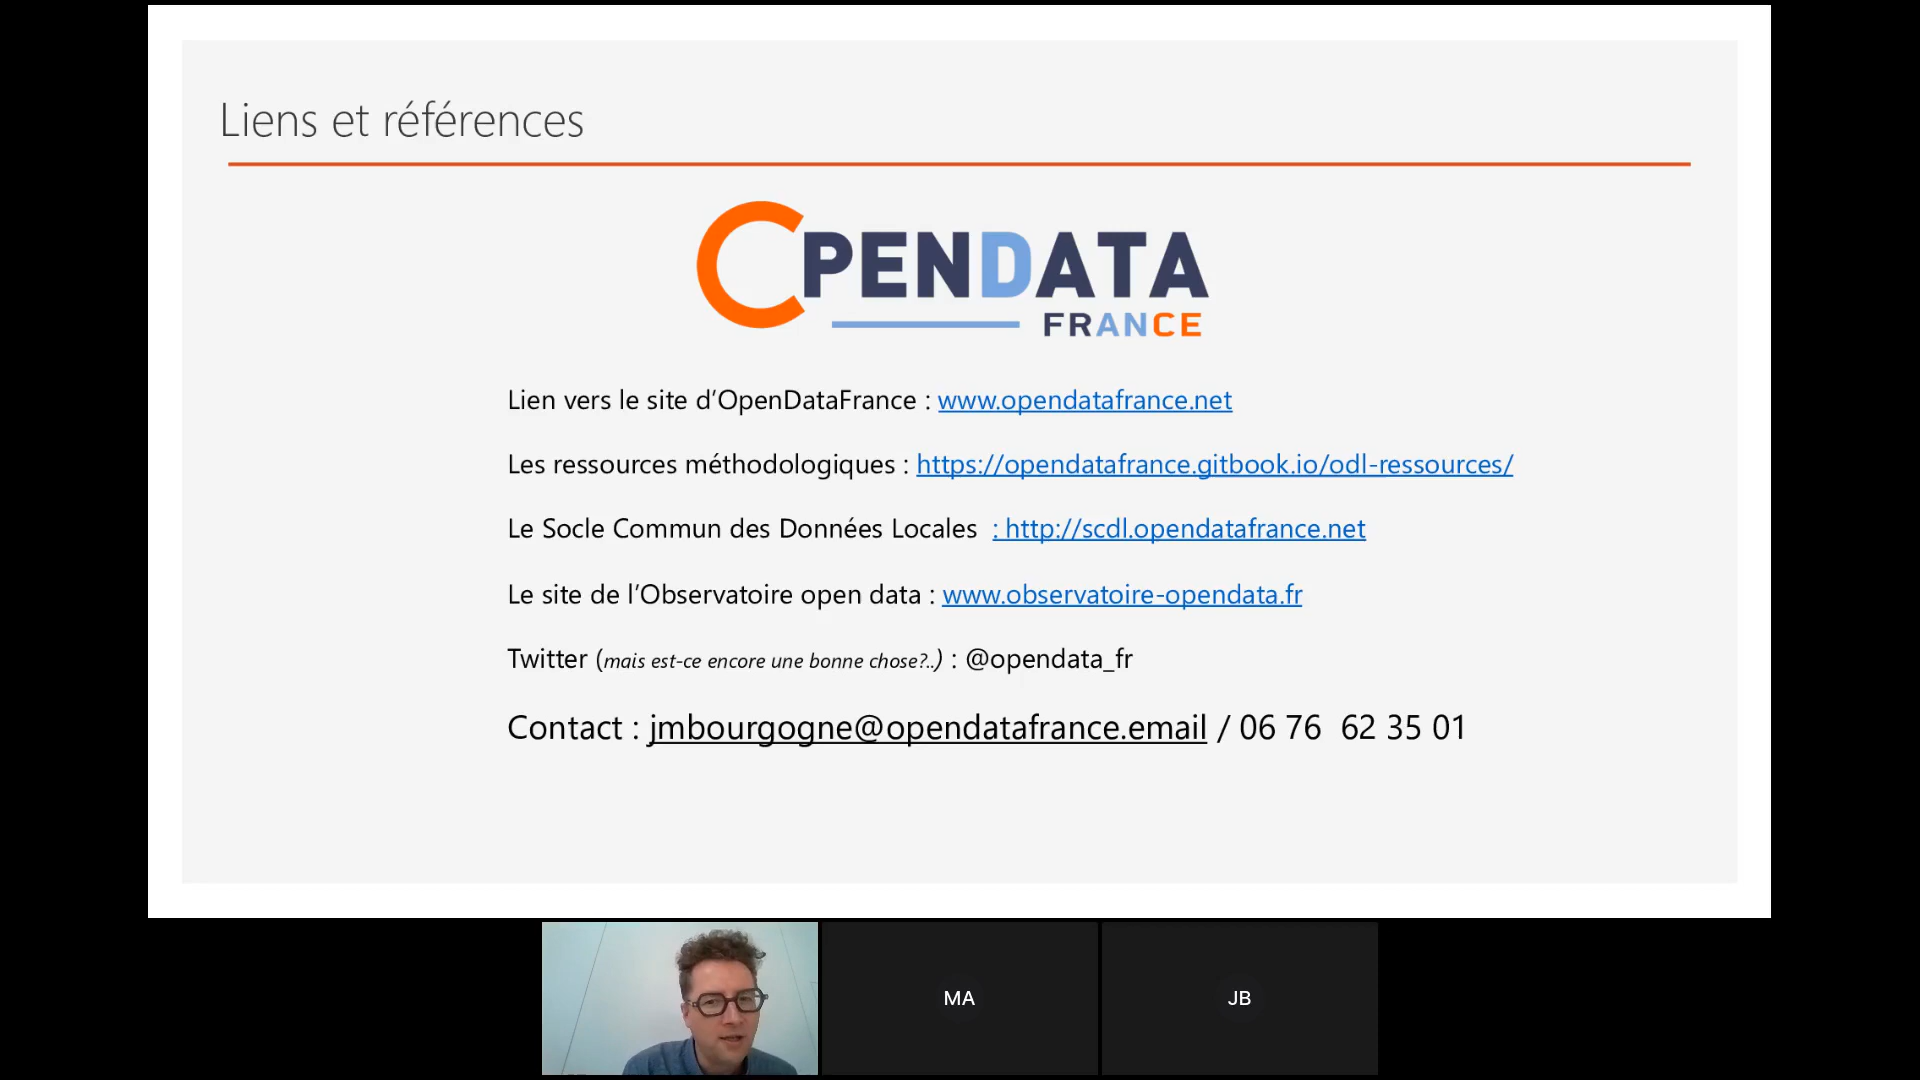 Liens et références
OPENDATA
FRANCE
Lien vers le site d’OpenDataFrance : www.opendatafrance.net
Les ressources méthodologiques : https://opendatafrance.gitbook.io/odl-ressources/
Le Socle Commun des Données Locales : http://scdl.opendatafrance.net
Le site de l’Observatoire open data : www.observatoire-opendata.fr
Twitter (mais est-ce encore une bonne chose?..) : @opendata_fr
Contact : jmbourgogne@opendatafrance.email / 06 76 62 35 01
MA
JB